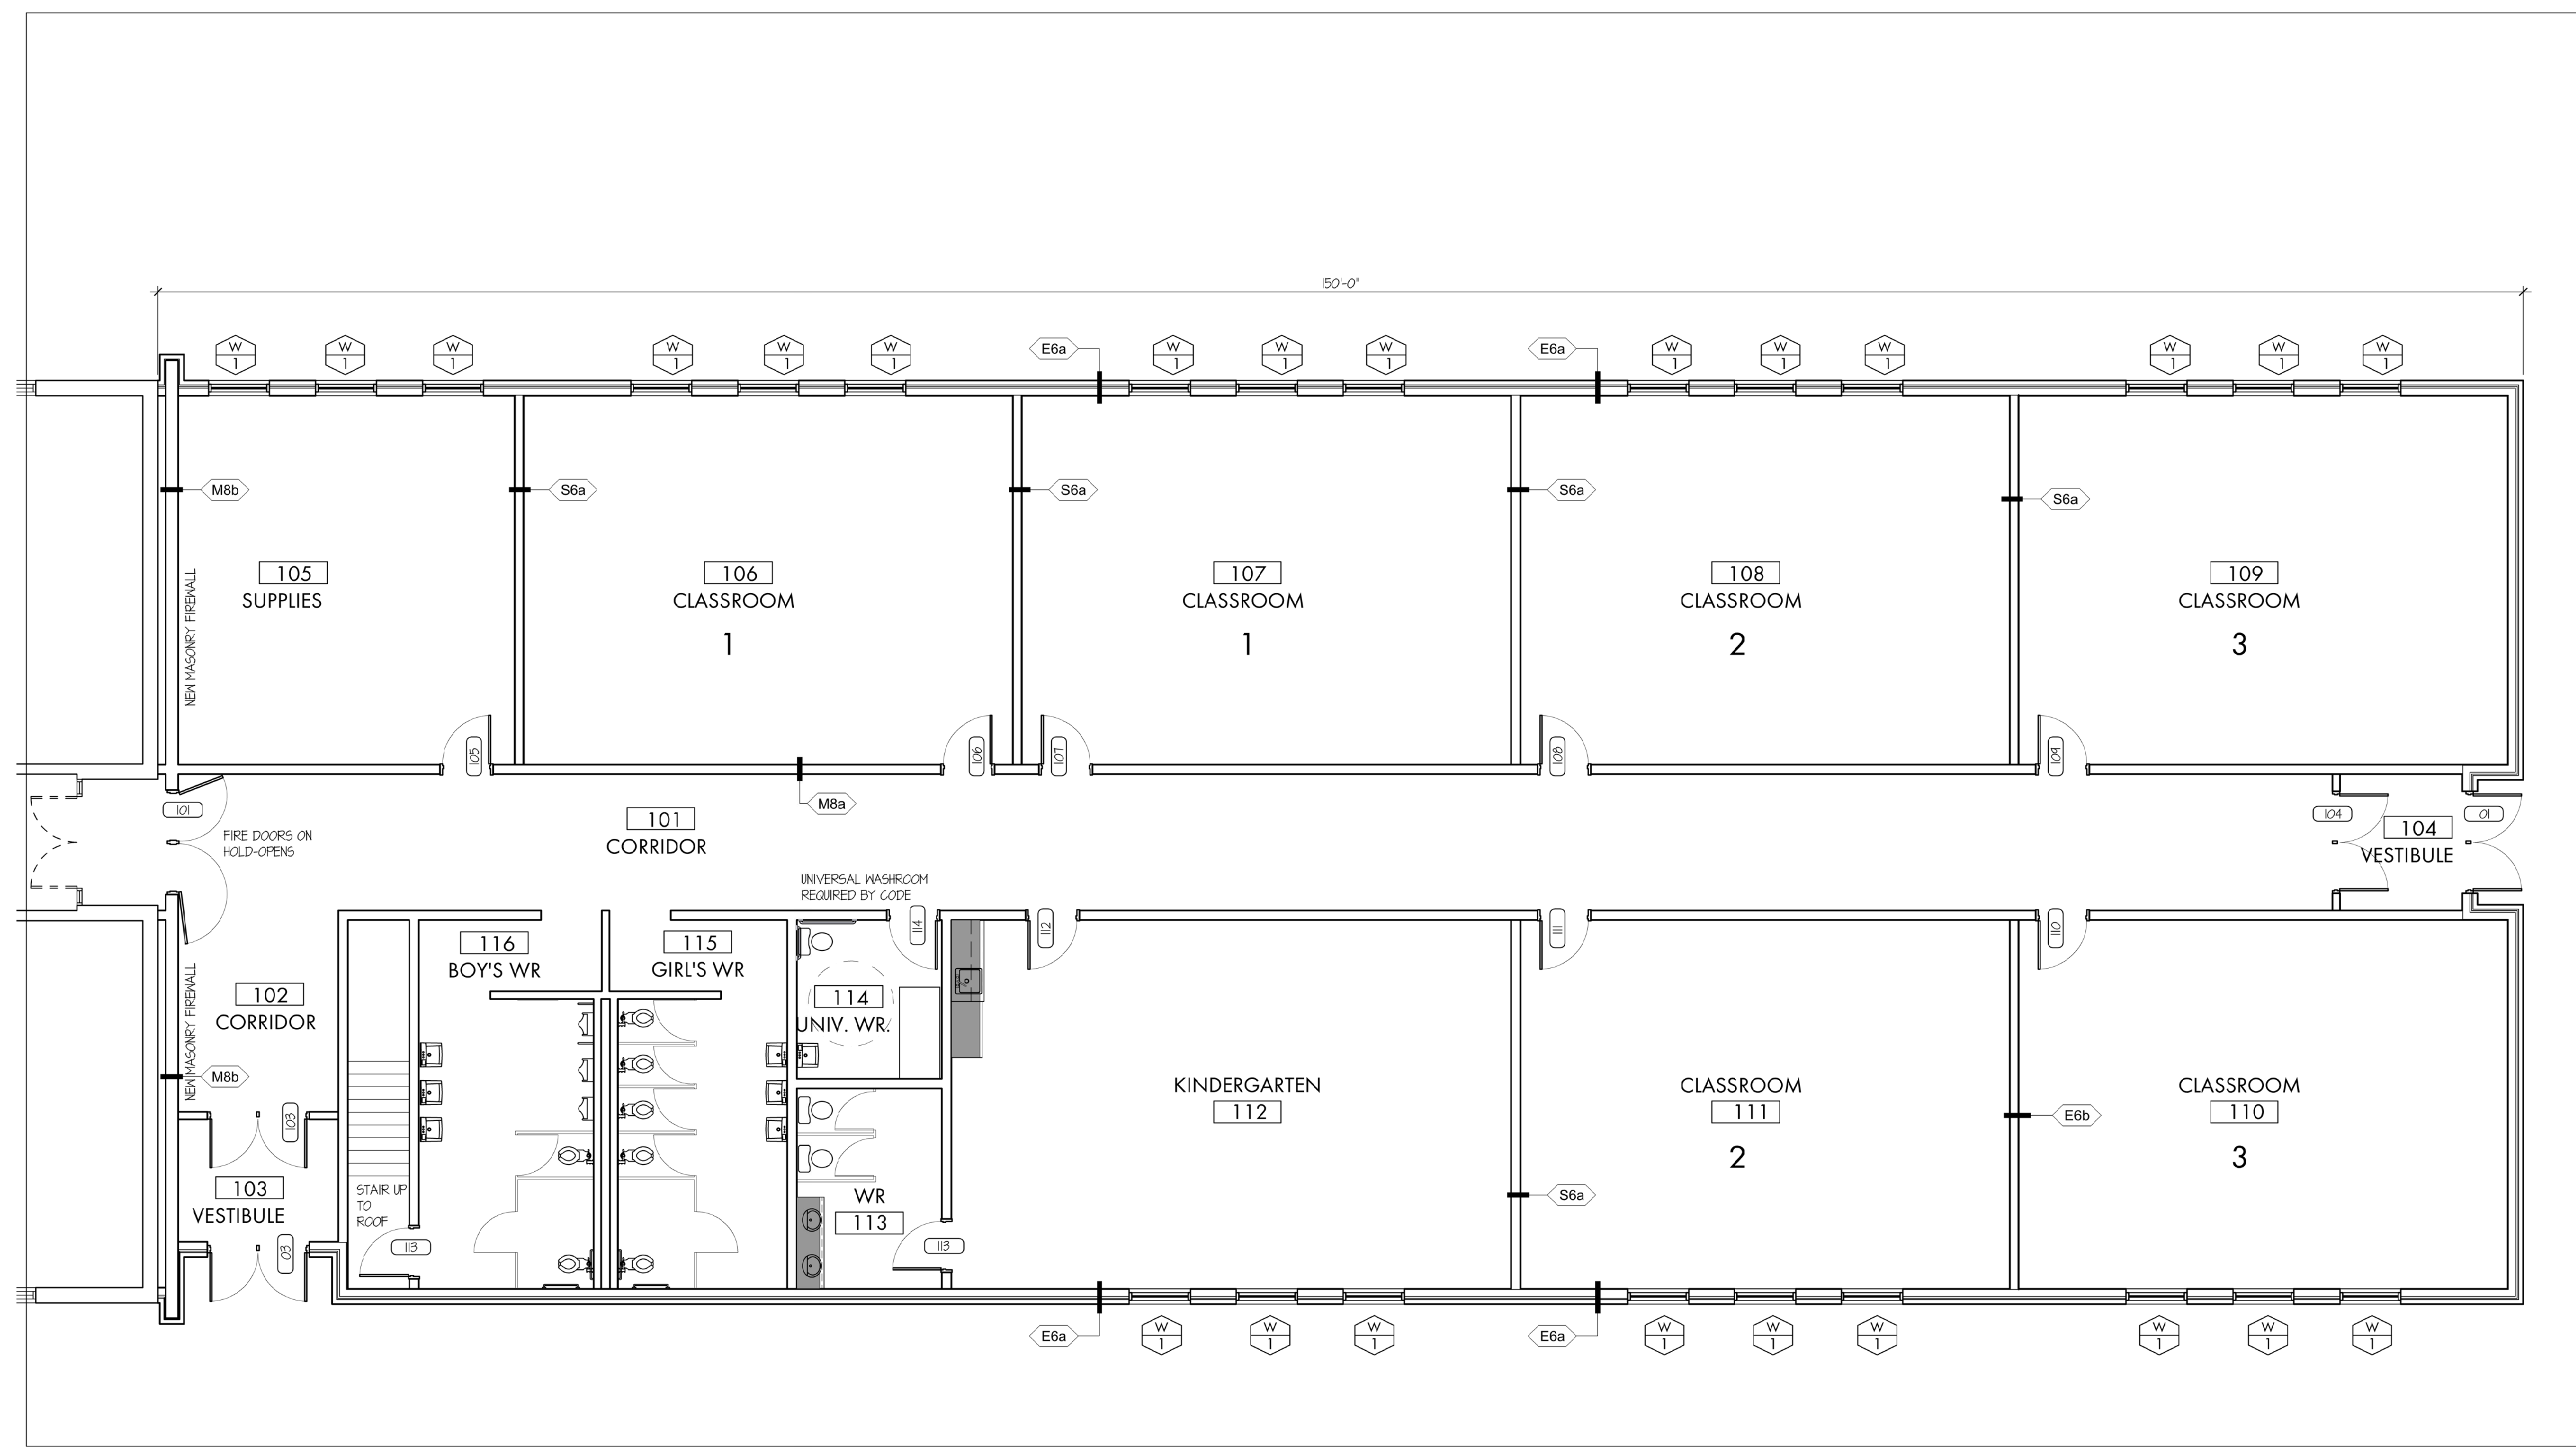 150'-0"
W W W W W W E6a W W W E6a W W W W W W
1 1 1 1 1 1 1 1 1 1 1 1 1 1 1
M8b S6a S6a S6a S6a
NEW MASONRY FIREWALL
105
SUPPLIES
106
CLASSROOM
1
107
CLASSROOM
1
108
CLASSROOM
2
109
CLASSROOM
3
105 106 107 108 109
101
FIRE DOORS ON
HOLD-OPENS
M8a
101
CORRIDOR
104
104
VESTIBULE
01
UNIVERSAL WASHROOM
REQUIRED BY CODE
114 112 111 110
116
BOY'S WR
115
GIRL'S WR
114
UNIV. WR.
102
CORRIDOR
NEW MASONRY FIREWALL
M8b
103
103
VESTIBULE
03
STAIR UP
TO
ROOF
113
WR
113
113
KINDERGARTEN
112
CLASSROOM
111
2
S6a
E6b
CLASSROOM
110
3
E6a W W W E6a W W W W W W
1 1 1 1 1 1 1 1 1